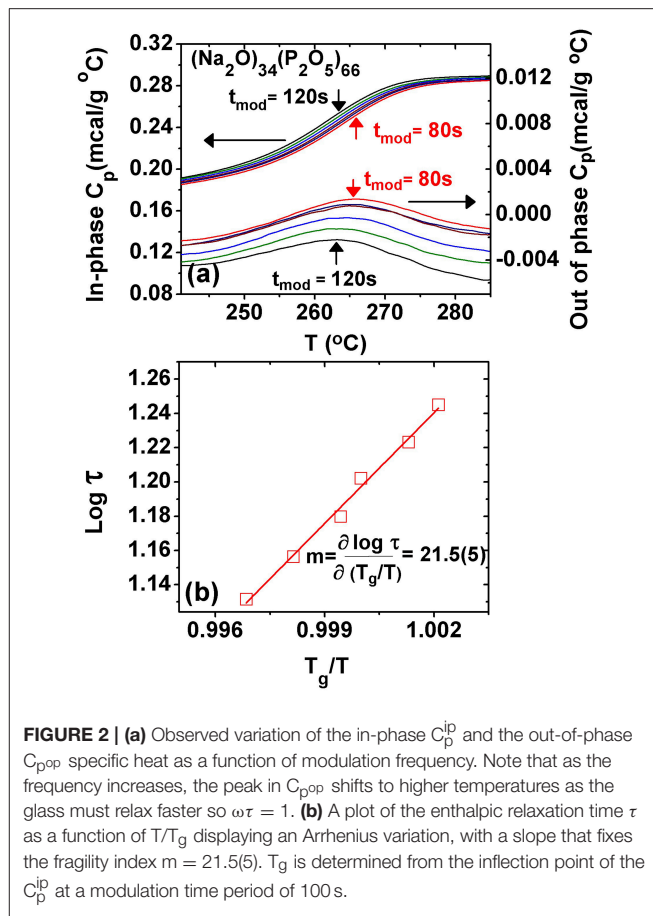 0.32
0.28
0.24
0.20
0.16
0.12
0.08
In-phase Cp(mcal/g °C)
(Na2O)34(P2O5)66
tmod= 120s
tmod= 80s
tmod= 80s
tmod= 120s
(a)
0.012
0.008
0.004
0.000
-0.004
Out of phase Cp(mcal/g °C)
250 260 270 280
T (°C)
1.26
1.24
1.22
1.20
1.18
1.16
1.14
Log τ
m= ∂ log τ / ∂ (Tg/T) = 21.5(5)
(b)
0.996 0.999 1.002
Tg/T
FIGURE 2 | (a) Observed variation of the in-phase Cp^ip and the out-of-phase
Cp^op specific heat as a function of modulation frequency. Note that as the
frequency increases, the peak in Cp^op shifts to higher temperatures as the
glass must relax faster so ωτ = 1. (b) A plot of the enthalpic relaxation time τ
as a function of T/Tg displaying an Arrhenius variation, with a slope that fixes
the fragility index m = 21.5(5). Tg is determined from the inflection point of the
Cp^ip at a modulation time period of 100 s.